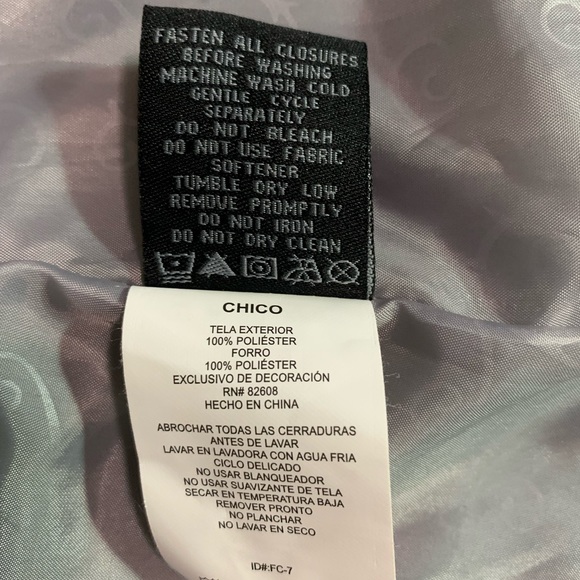 FASTEN ALL CLOSURES
BEFORE WASHING
MACHINE WASH COLD
GENTLE CYCLE
SEPARATELY
DO NOT BLEACH
DO NOT USE FABRIC
SOFTENER
TUMBLE DRY LOW
REMOVE PROMPTLY
DO NOT IRON
DO NOT DRY CLEAN
CHICO
TELA EXTERIOR
100% POLIÉSTER
FORRO
100% POLIÉSTER
EXCLUSIVO DE DECORACIÓN
RN# 82608
HECHO EN CHINA
ABROCHAR TODAS LAS CERRADURAS
ANTES DE LAVAR
LAVAR EN LAVADORA CON AGUA FRIA
CICLO DELICADO
NO USAR BLANQUEADOR
NO USAR SUAVIZANTE DE TELA
SECAR EN TEMPERATURA BAJA
REMOVER PRONTO
NO PLANCHAR
NO LAVAR EN SECO
ID#:FC-7